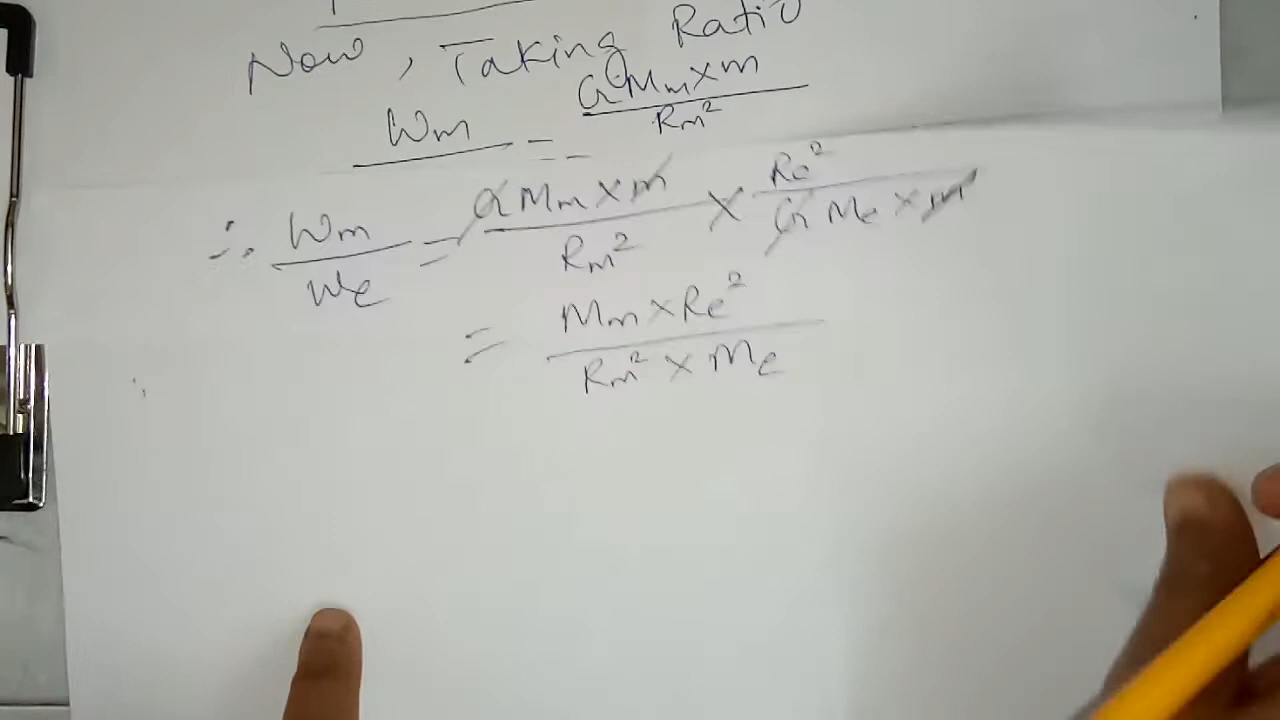 Now, Taking Ratio
Wm = GMm×m / Rm²
∴ Wm / We = GMm×m / Rm² × Re² / GMe×m
= Mm×Re² / Rm²×Me